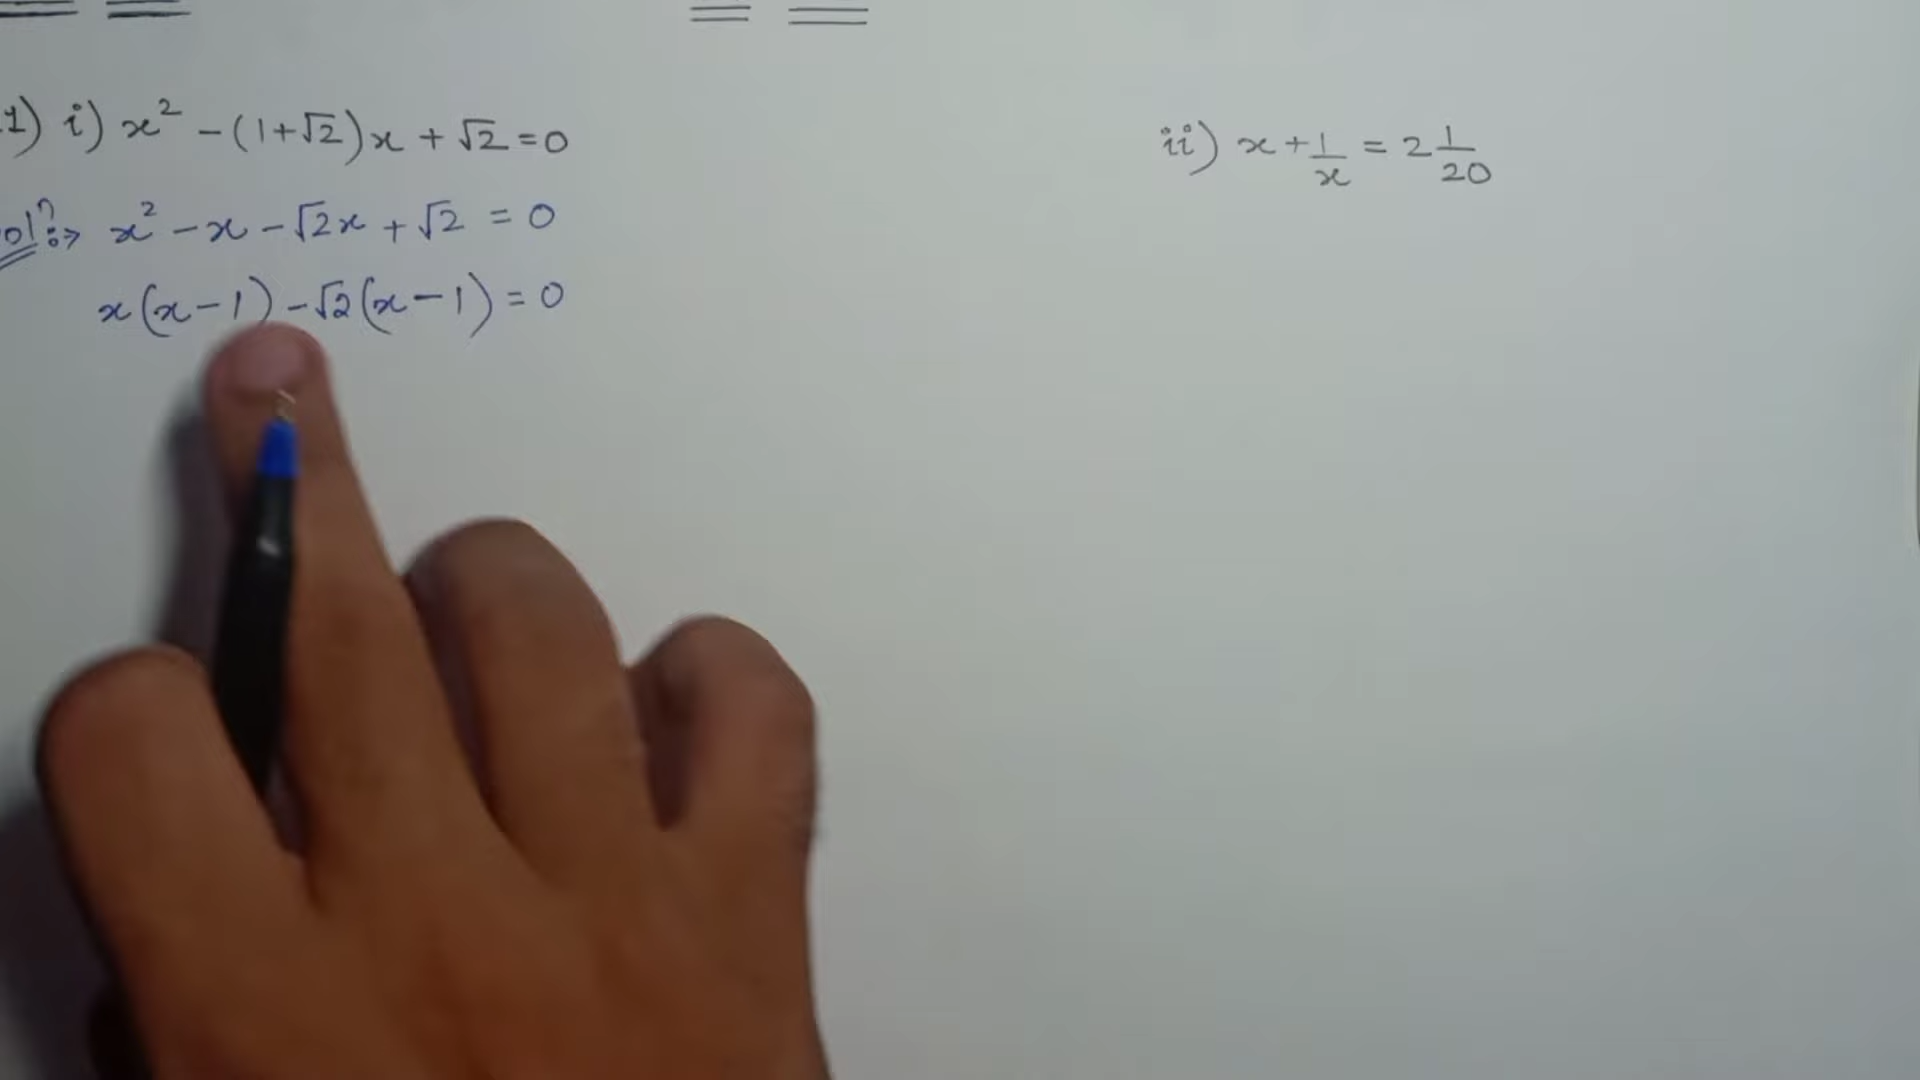 1) i) x² - (1+√2)x + √2 = 0
ol?:> x² - x - √2x + √2 = 0
x(x-1) - √2(x-1) = 0
ii) x + 1/x = 2 1/20